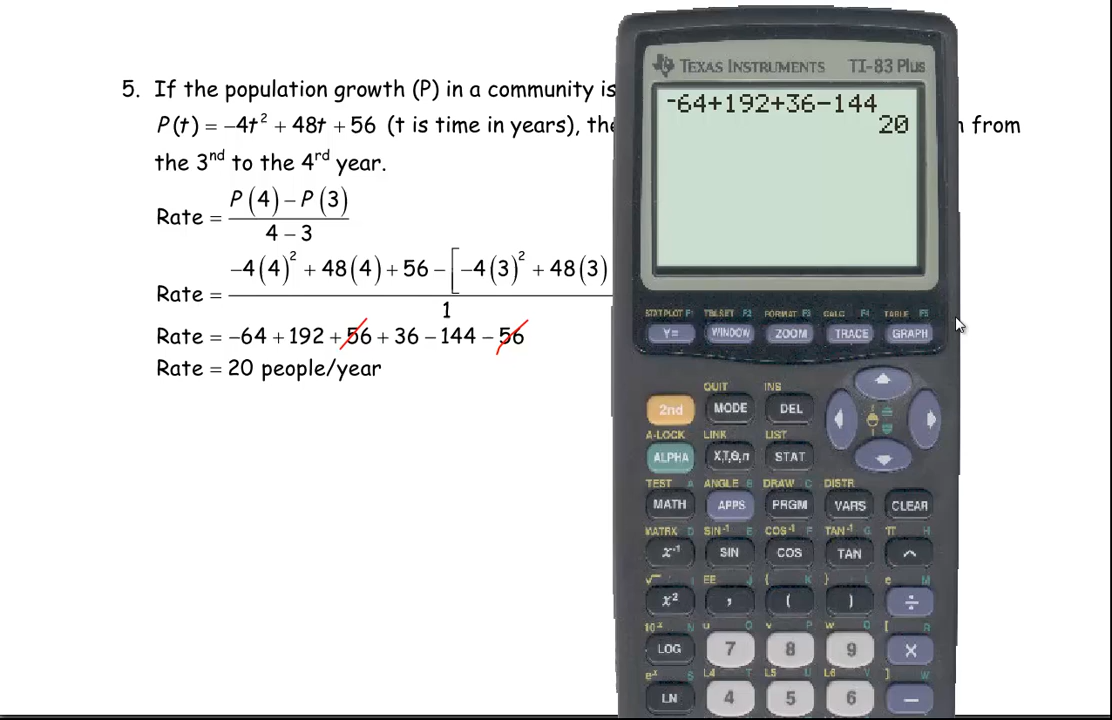 5. If the population growth (P) in a community is
P(t) = −4t² + 48t + 56 (t is time in years), the
from
the 3ⁿᵈ to the 4ʳᵈ year.
Rate = P(4) − P(3) / 4 − 3
Rate = −4(4)² + 48(4) + 56 − [−4(3)² + 48(3) / 1
Rate = −64 + 192 + 56 + 36 − 144 − 56
Rate = 20 people/year
TEXAS INSTRUMENTS TI-83 Plus
-64+192+36-144
20
STAT PLOT F1 TBLSET F2 FORMAT F3 CALC F4 TABLE F5
Y= WINDOW ZOOM TRACE GRAPH
QUIT INS
2nd MODE DEL
A-LOCK LINK LIST
ALPHA X,T,θ,n STAT
TEST A ANGLE B DRAW C DISTR
MATH APPS PRGM VARS CLEAR
MATRX D SIN⁻¹ E COS⁻¹ F TAN⁻¹ G π H
x⁻¹ SIN COS TAN ^
√ I EE J { K } L e M
x² , ( ) ÷
10ˣ N u O v P w Q [ R
LOG 7 8 9 ×
eˣ S L4 T L5 U L6 V ] W
LN 4 5 6 −